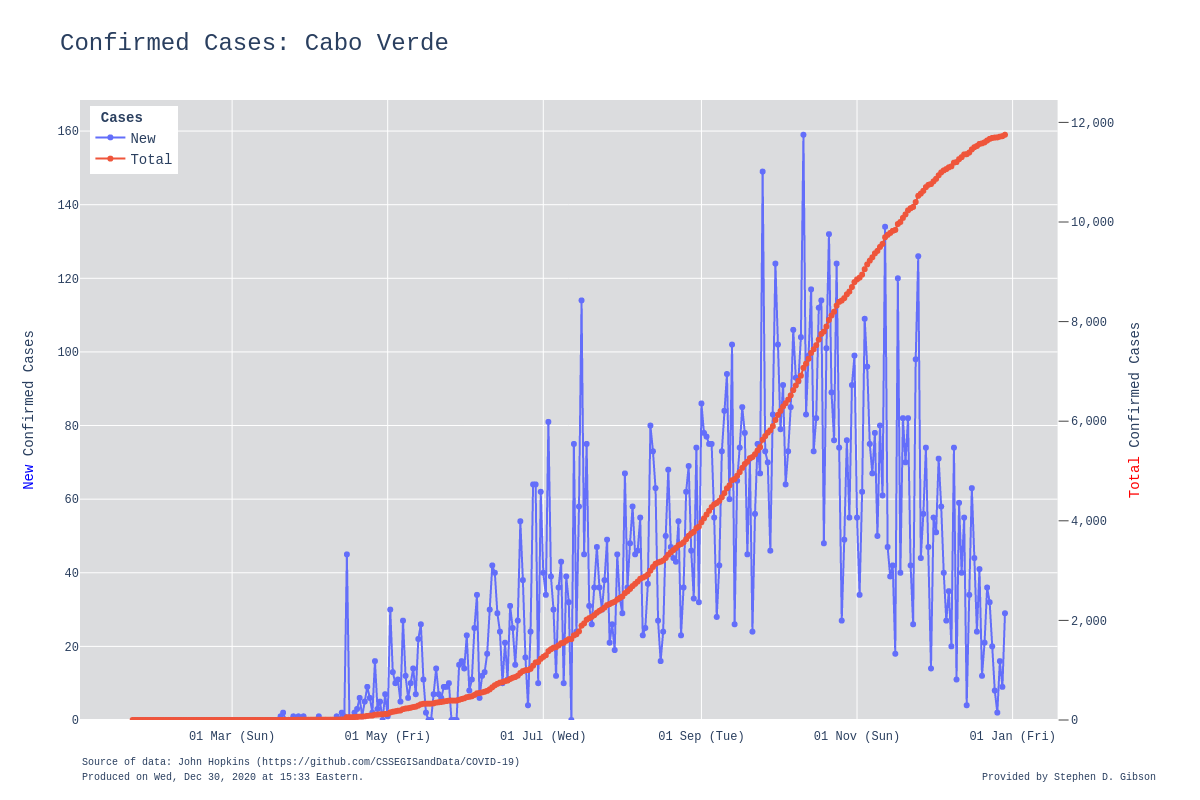 Confirmed Cases: Cabo Verde
Cases
New
Total
160
140
120
100
80
60
40
20
0
12,000
10,000
8,000
6,000
4,000
2,000
0
New Confirmed Cases
Total Confirmed Cases
01 Mar (Sun) 01 May (Fri) 01 Jul (Wed) 01 Sep (Tue) 01 Nov (Sun) 01 Jan (Fri)
Source of data: John Hopkins (https://github.com/CSSEGISandData/COVID-19)
Produced on Wed, Dec 30, 2020 at 15:33 Eastern.
Provided by Stephen D. Gibson